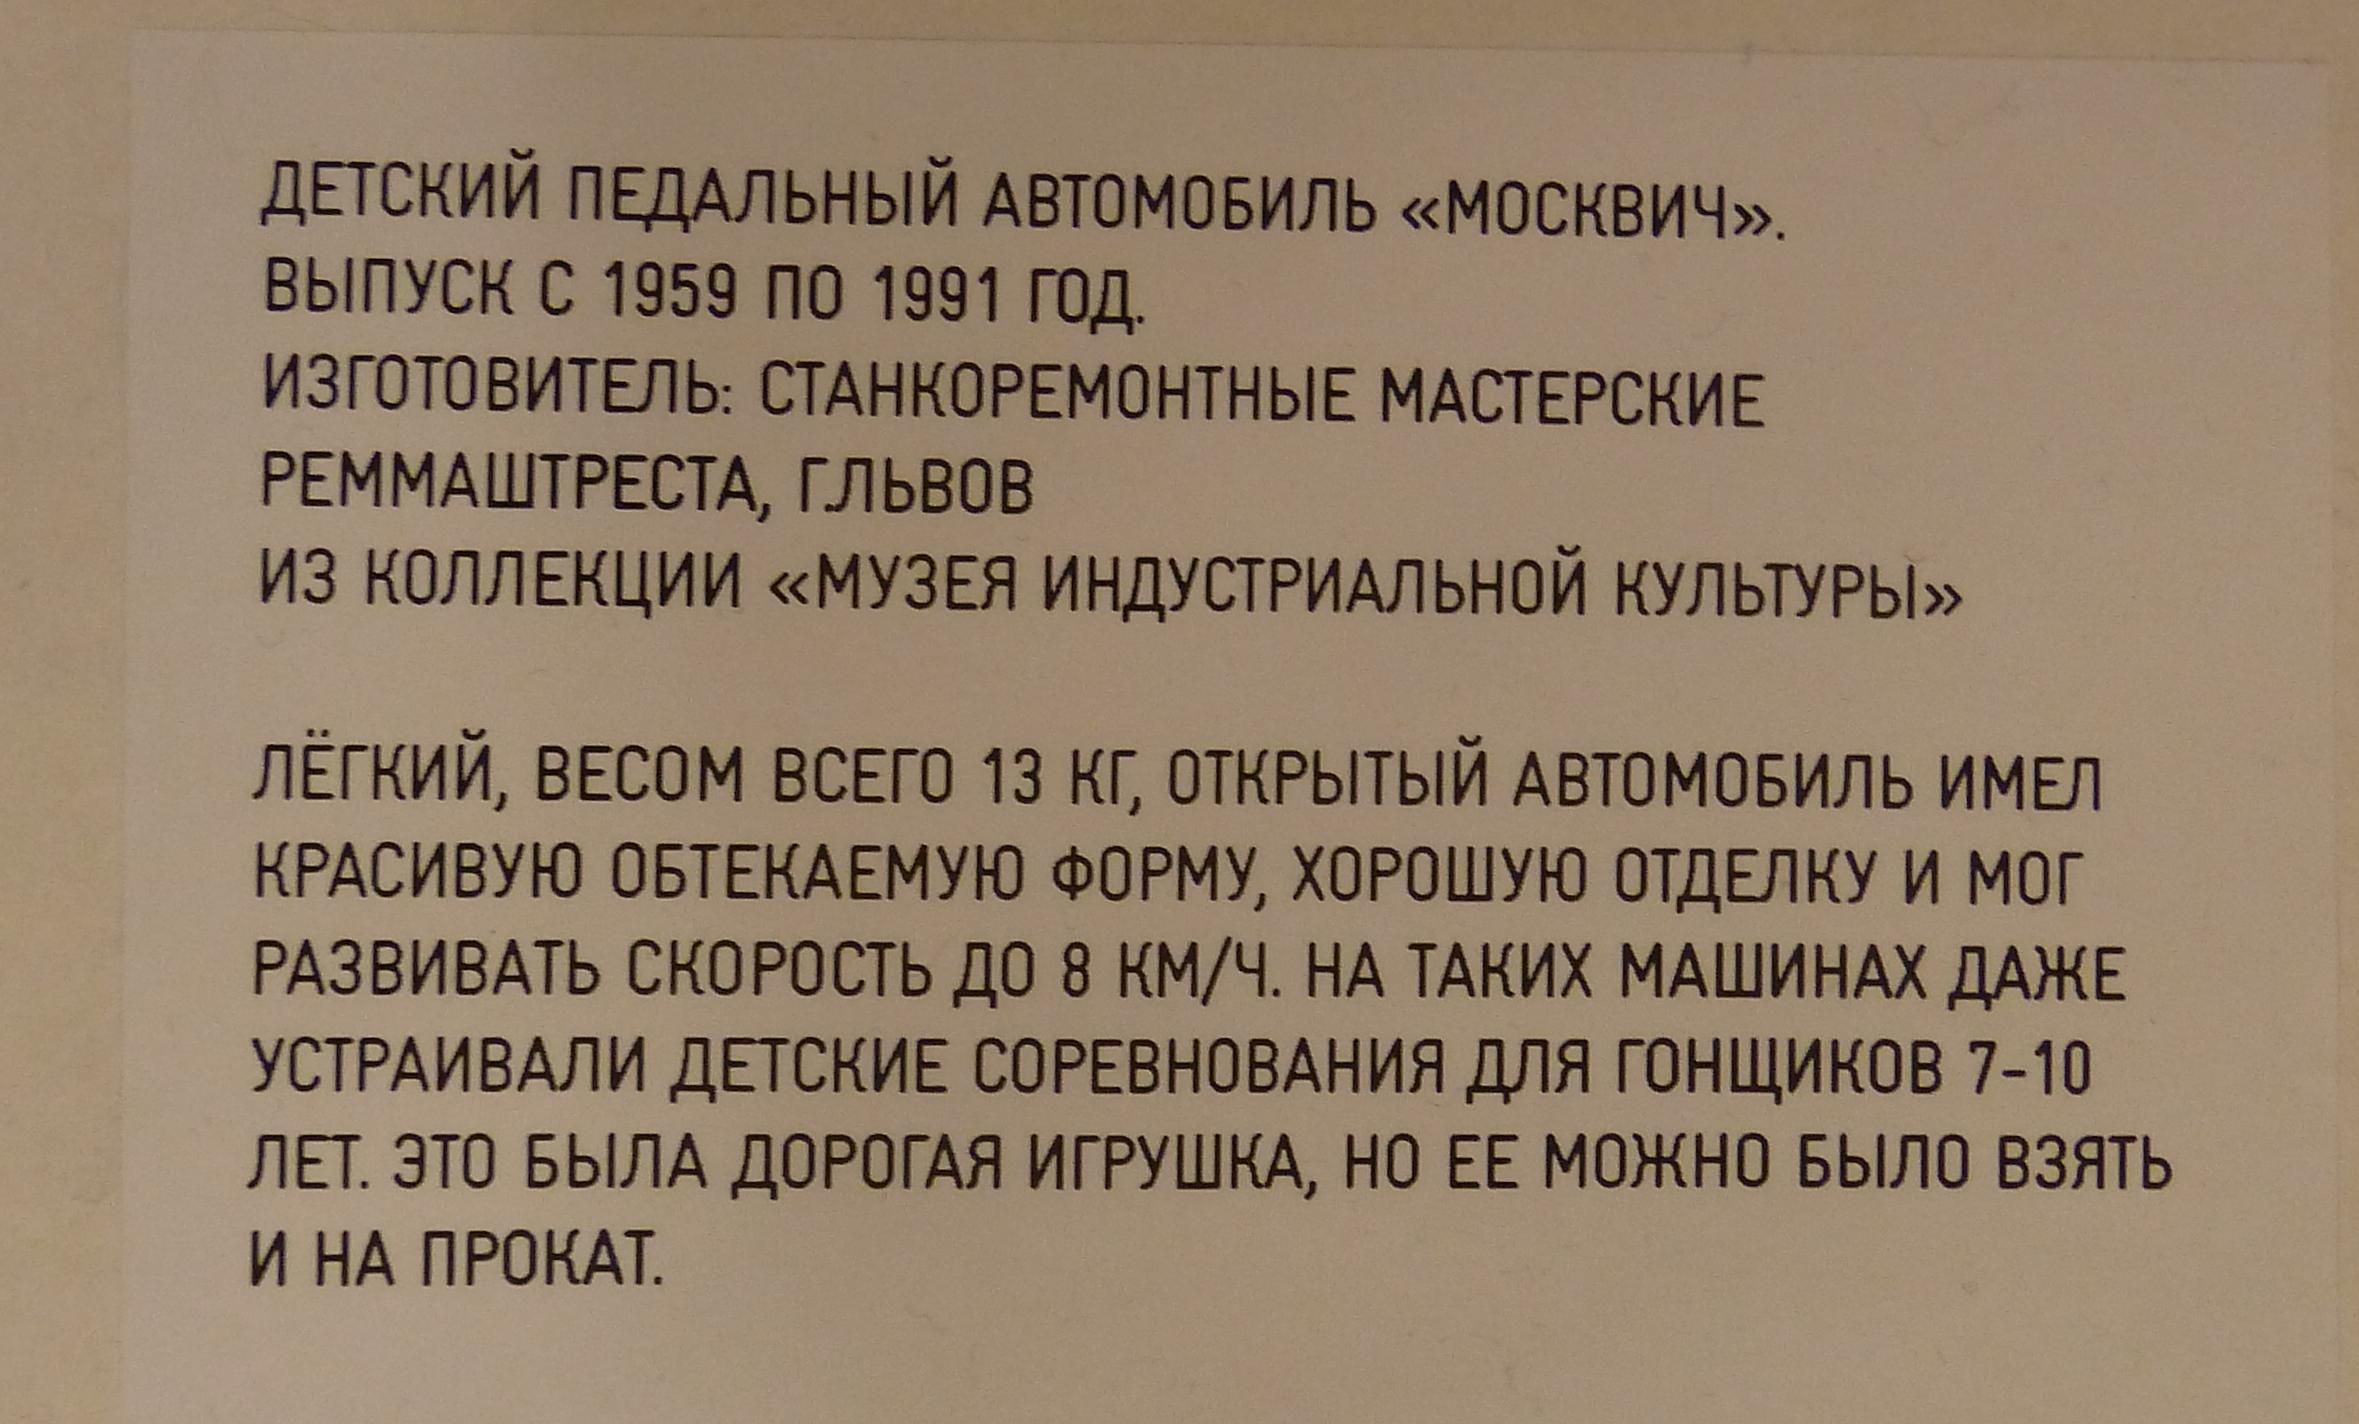 ДЕТСКИЙ ПЕДАЛЬНЫЙ АВТОМОБИЛЬ «МОСКВИЧ».
ВЫПУСК С 1959 ПО 1991 ГОД.
ИЗГОТОВИТЕЛЬ: СТАНКОРЕМОНТНЫЕ МАСТЕРСКИЕ
РЕММАШТРЕСТА, Г.ЛЬВОВ
ИЗ КОЛЛЕКЦИИ «МУЗЕЯ ИНДУСТРИАЛЬНОЙ КУЛЬТУРЫ»
ЛЁГКИЙ, ВЕСОМ ВСЕГО 13 КГ, ОТКРЫТЫЙ АВТОМОБИЛЬ ИМЕЛ
КРАСИВУЮ ОБТЕКАЕМУЮ ФОРМУ, ХОРОШУЮ ОТДЕЛКУ И МОГ
РАЗВИВАТЬ СКОРОСТЬ ДО 8 КМ/Ч. НА ТАКИХ МАШИНАХ ДАЖЕ
УСТРАИВАЛИ ДЕТСКИЕ СОРЕВНОВАНИЯ ДЛЯ ГОНЩИКОВ 7-10
ЛЕТ. ЭТО БЫЛА ДОРОГАЯ ИГРУШКА, НО ЕЕ МОЖНО БЫЛО ВЗЯТЬ
И НА ПРОКАТ.